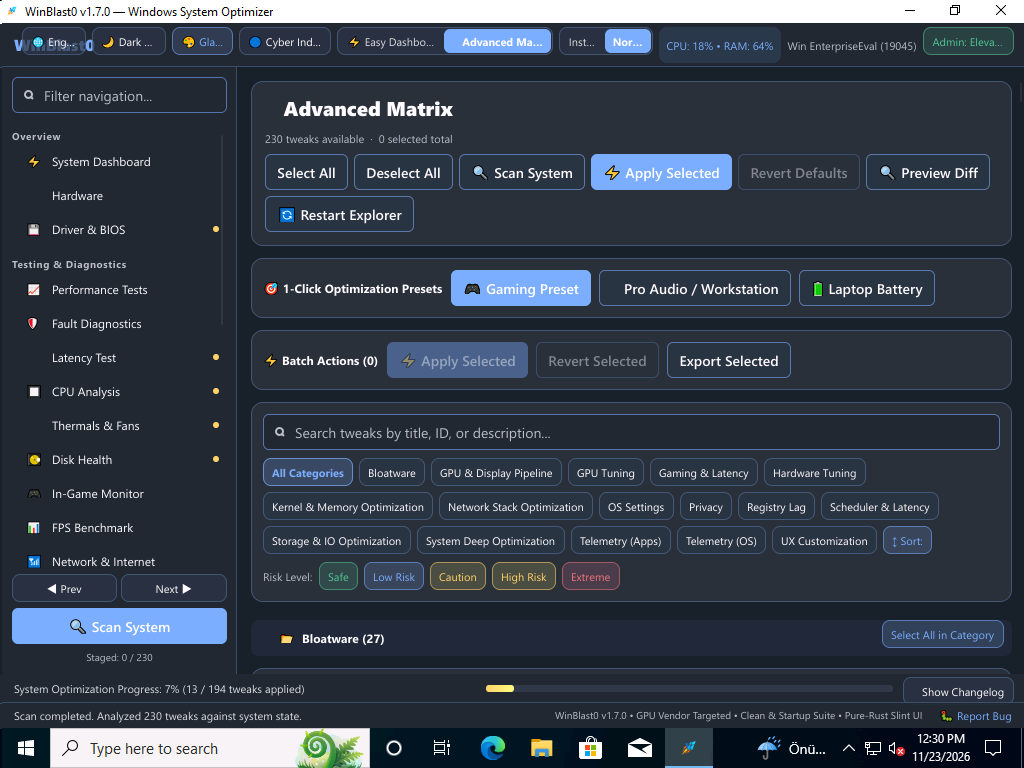 WinBlast0 v1.7.0 — Windows System Optimizer
Eng... Dark ... Gla... Cyber Ind... Easy Dashbo... Advanced Ma... Inst... Nor... CPU: 18% • RAM: 64% Win EnterpriseEval (19045) Admin: Eleva...
Filter navigation...
Overview
System Dashboard
Hardware
Driver & BIOS
Testing & Diagnostics
Performance Tests
Fault Diagnostics
Latency Test
CPU Analysis
Thermals & Fans
Disk Health
In-Game Monitor
FPS Benchmark
Network & Internet
◀ Prev Next ▶
Scan System
Staged: 0 / 230
Advanced Matrix
230 tweaks available · 0 selected total
Select All Deselect All Scan System Apply Selected Revert Defaults Preview Diff
Restart Explorer
1-Click Optimization Presets Gaming Preset Pro Audio / Workstation Laptop Battery
Batch Actions (0) Apply Selected Revert Selected Export Selected
Search tweaks by title, ID, or description...
All Categories Bloatware GPU & Display Pipeline GPU Tuning Gaming & Latency Hardware Tuning
Kernel & Memory Optimization Network Stack Optimization OS Settings Privacy Registry Lag Scheduler & Latency
Storage & IO Optimization System Deep Optimization Telemetry (Apps) Telemetry (OS) UX Customization ↕ Sort:
Risk Level: Safe Low Risk Caution High Risk Extreme
Bloatware (27) Select All in Category
System Optimization Progress: 7% (13 / 194 tweaks applied) Show Changelog
Scan completed. Analyzed 230 tweaks against system state. WinBlast0 v1.7.0 • GPU Vendor Targeted • Clean & Startup Suite • Pure-Rust Slint UI Report Bug
Type here to search Önü... 12:30 PM
11/23/2026